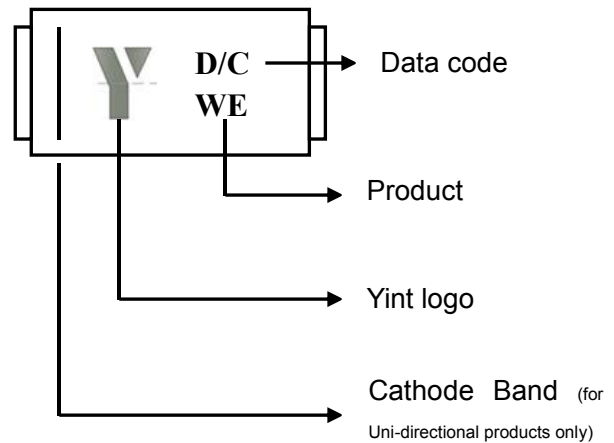 D/C
WE
Data code
Product
Yint logo
Cathode Band (for
Uni-directional products only)